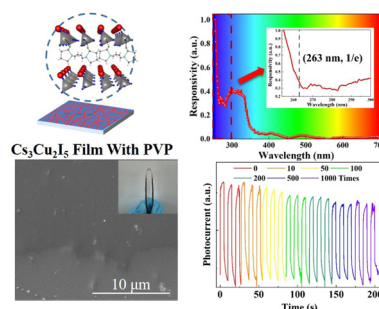 Cs₃Cu₂I₅ Film With PVP
10 μm
Responsivity (a.u.)
1.0
0.8
0.6
0.4
0.2
0.0
300 400 500 600 700
Wavelength (nm)
Responsivity (a.u.)
(263 nm, 1/e)
Wavelength (nm)
0 10 50 100
200 500 1000 Times
Photocurrent (a.u.)
0 50 100 150 200
Time (s)